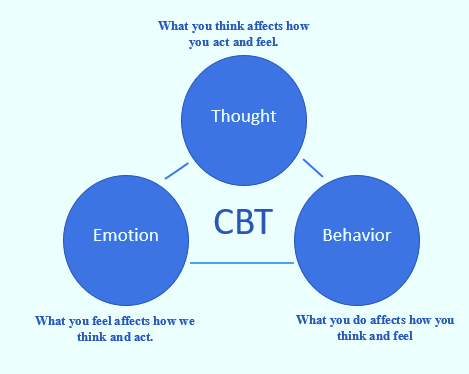 What you think affects how
you act and feel.
Thought
CBT
Emotion
Behavior
What you feel affects how we
think and act.
What you do affects how you
think and feel